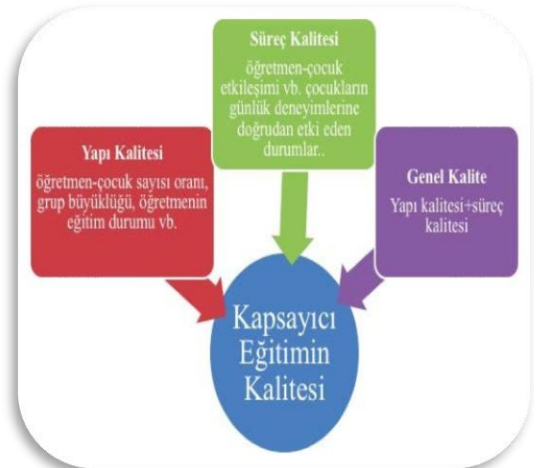 Süreç Kalitesi
öğretmen-çocuk
etkileşimi vb. çocukların
günlük deneyimlerine
doğrudan etki eden
durumlar..
Yapı Kalitesi
öğretmen-çocuk sayısı oranı,
grup büyüklüğü, öğretmenin
eğitim durumu vb.
Genel Kalite
Yapı kalitesi+süreç
kalitesi
Kapsayıcı
Eğitimin
Kalitesi